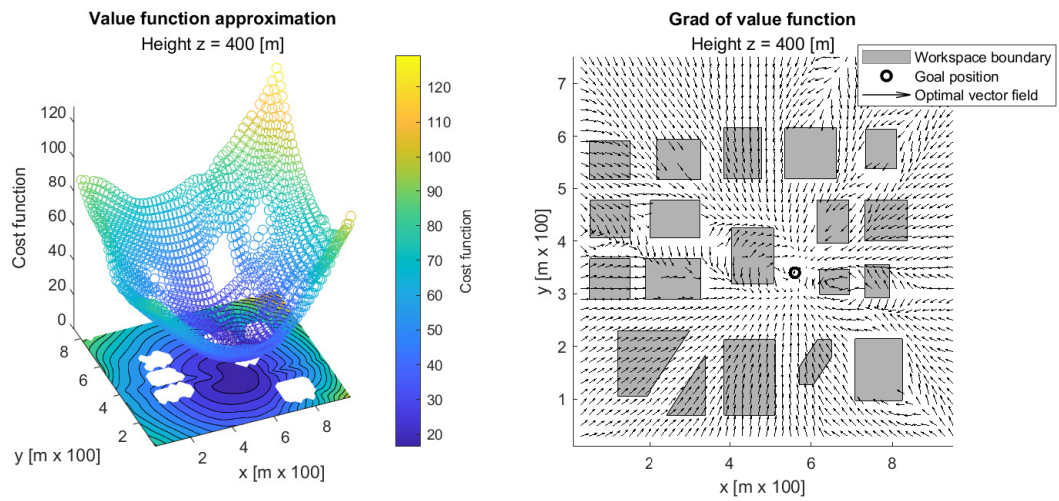 Value function approximation
Height z = 400 [m]
120
100
80
60
40
20
0
Cost function
8
6
4
2
y [m x 100]
2
4
6
8
x [m x 100]
120
110
100
90
80
70
60
50
40
30
20
Cost function
Grad of value function
Height z = 400 [m]
Workspace boundary
Goal position
Optimal vector field
7
6
5
4
3
2
1
y [m x 100]
2
4
6
8
x [m x 100]